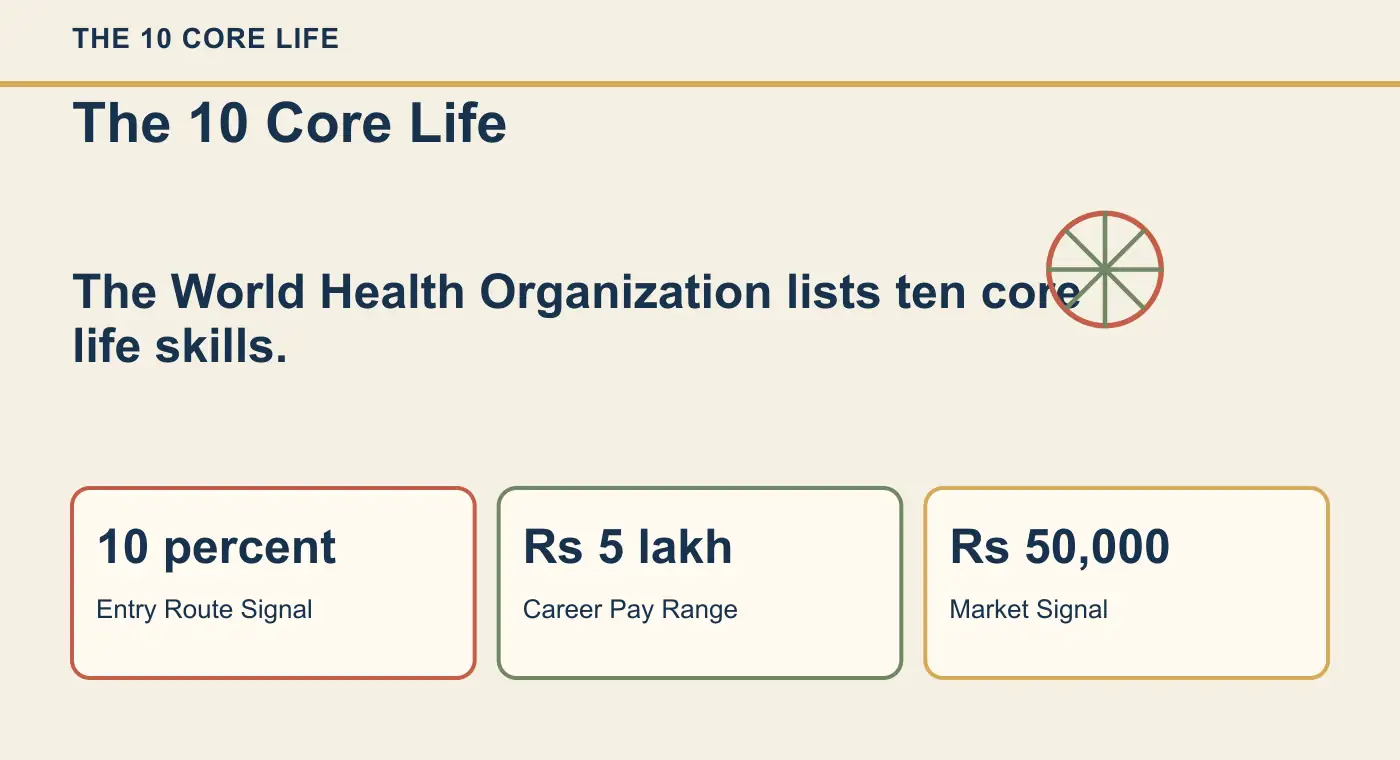 THE 10 CORE LIFE
The 10 Core Life
The World Health Organization lists ten core
life skills.
10 percent
Entry Route Signal
Rs 5 lakh
Career Pay Range
Rs 50,000
Market Signal